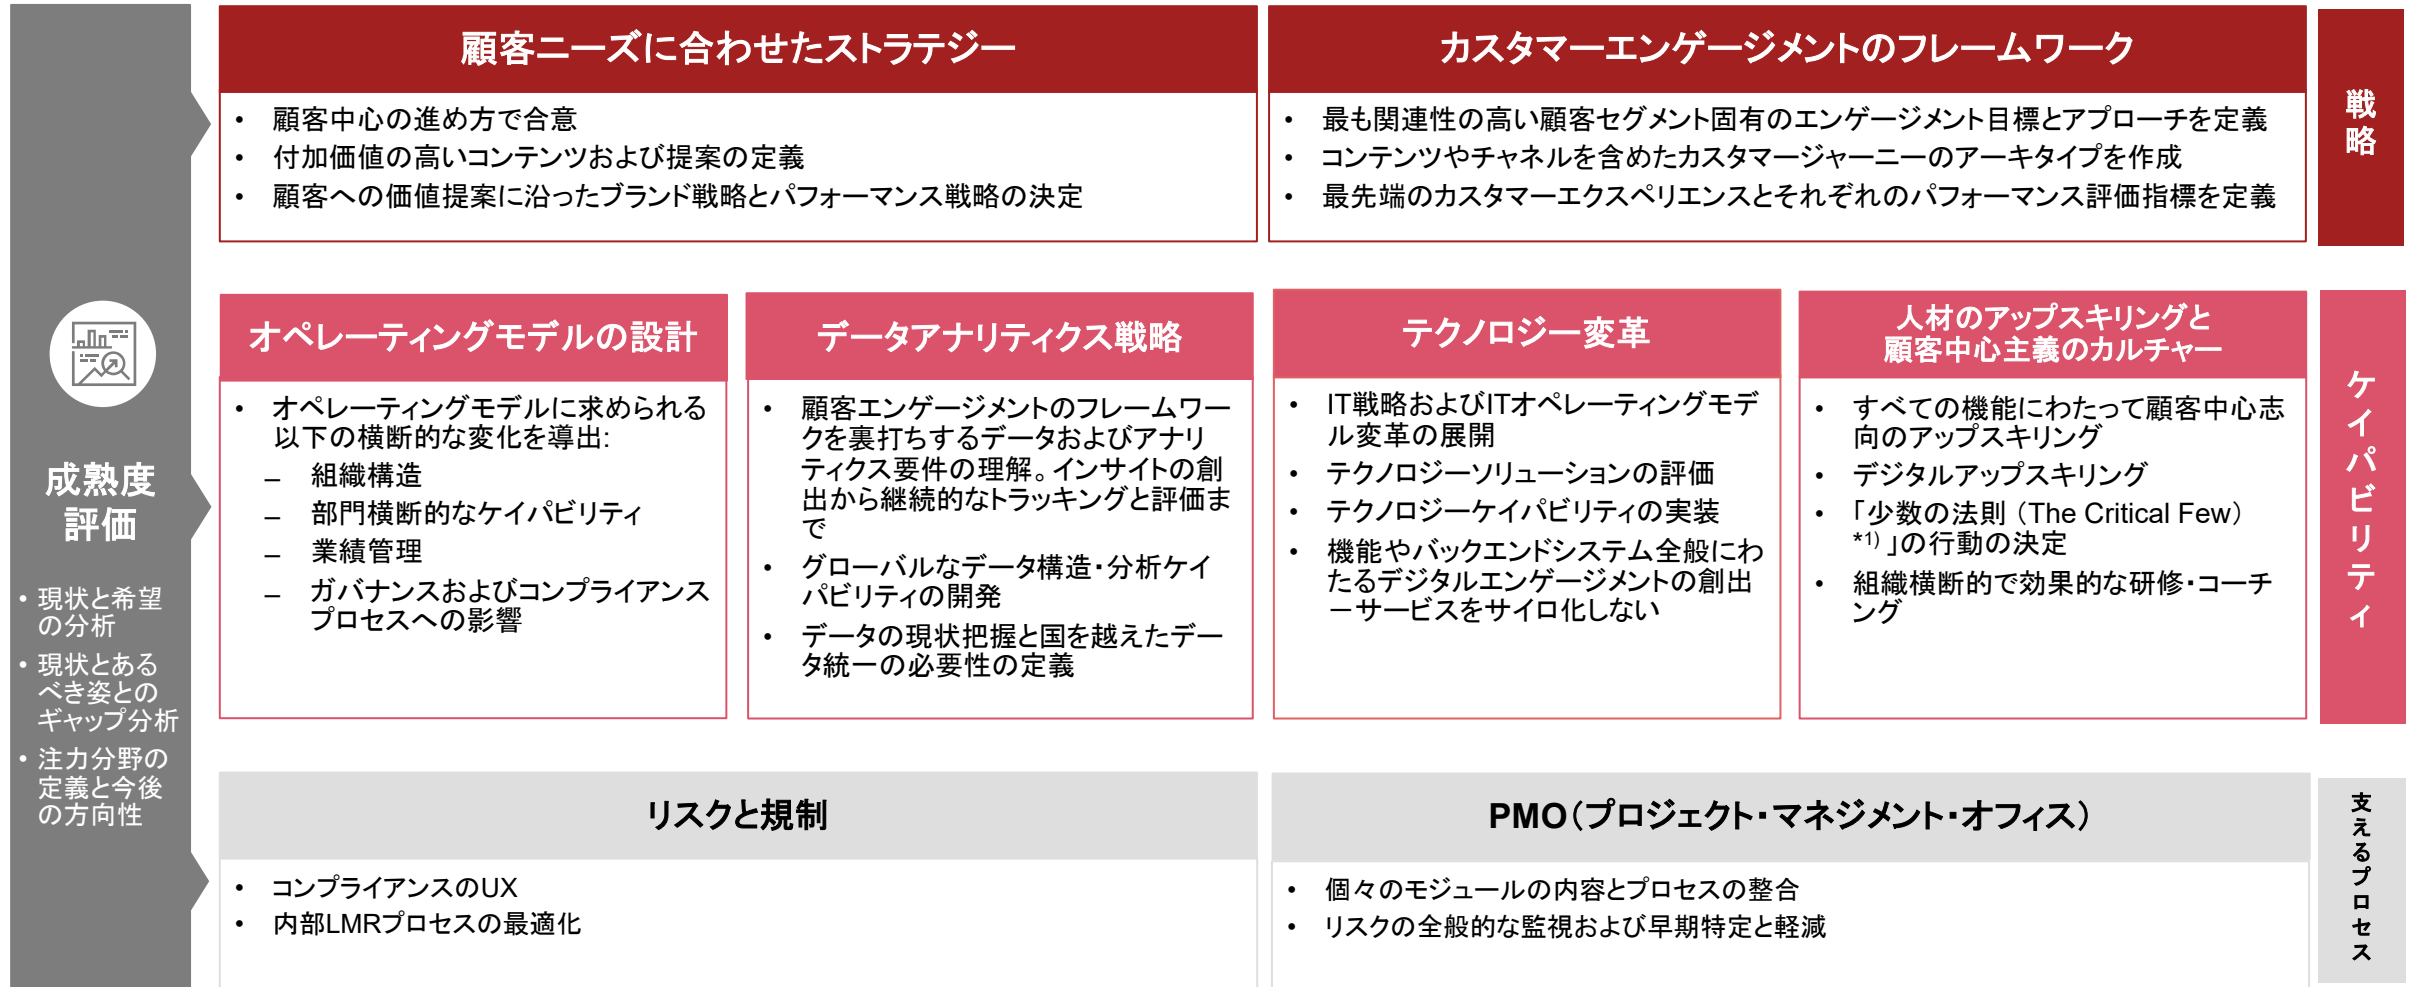 成熟度
評価
• 現状と希望
の分析
• 現状とある
べき姿との
ギャップ分析
• 注力分野の
定義と今後
の方向性
顧客ニーズに合わせたストラテジー
• 顧客中心の進め方で合意
• 付加価値の高いコンテンツおよび提案の定義
• 顧客への価値提案に沿ったブランド戦略とパフォーマンス戦略の決定
カスタマーエンゲージメントのフレームワーク
• 最も関連性の高い顧客セグメント固有のエンゲージメント目標とアプローチを定義
• コンテンツやチャネルを含めたカスタマージャーニーのアーキタイプを作成
• 最先端のカスタマーエクスペリエンスとそれぞれのパフォーマンス評価指標を定義
戦略
オペレーティングモデルの設計
• オペレーティングモデルに求められる
以下の横断的な変化を導出:
– 組織構造
– 部門横断的なケイパビリティ
– 業績管理
– ガバナンスおよびコンプライアンス
プロセスへの影響
データアナリティクス戦略
• 顧客エンゲージメントのフレームワー
クを裏打ちするデータおよびアナリ
ティクス要件の理解。インサイトの創
出から継続的なトラッキングと評価ま
で
• グローバルなデータ構造・分析ケイ
パビリティの開発
• データの現状把握と国を越えたデー
タ統一の必要性の定義
テクノロジー変革
• IT戦略およびITオペレーティングモデ
ル変革の展開
• テクノロジーソリューションの評価
• テクノロジーケイパビリティの実装
• 機能やバックエンドシステム全般にわ
たるデジタルエンゲージメントの創出
－サービスをサイロ化しない
人材のアップスキリングと
顧客中心主義のカルチャー
• すべての機能にわたって顧客中心志
向のアップスキリング
• デジタルアップスキリング
• 「少数の法則（The Critical Few）
*1)」の行動の決定
• 組織横断的で効果的な研修・コーチ
ング
ケイパビリティ
リスクと規制
• コンプライアンスのUX
• 内部LMRプロセスの最適化
PMO（プロジェクト・マネジメント・オフィス）
• 個々のモジュールの内容とプロセスの整合
• リスクの全般的な監視および早期特定と軽減
支えるプロセス